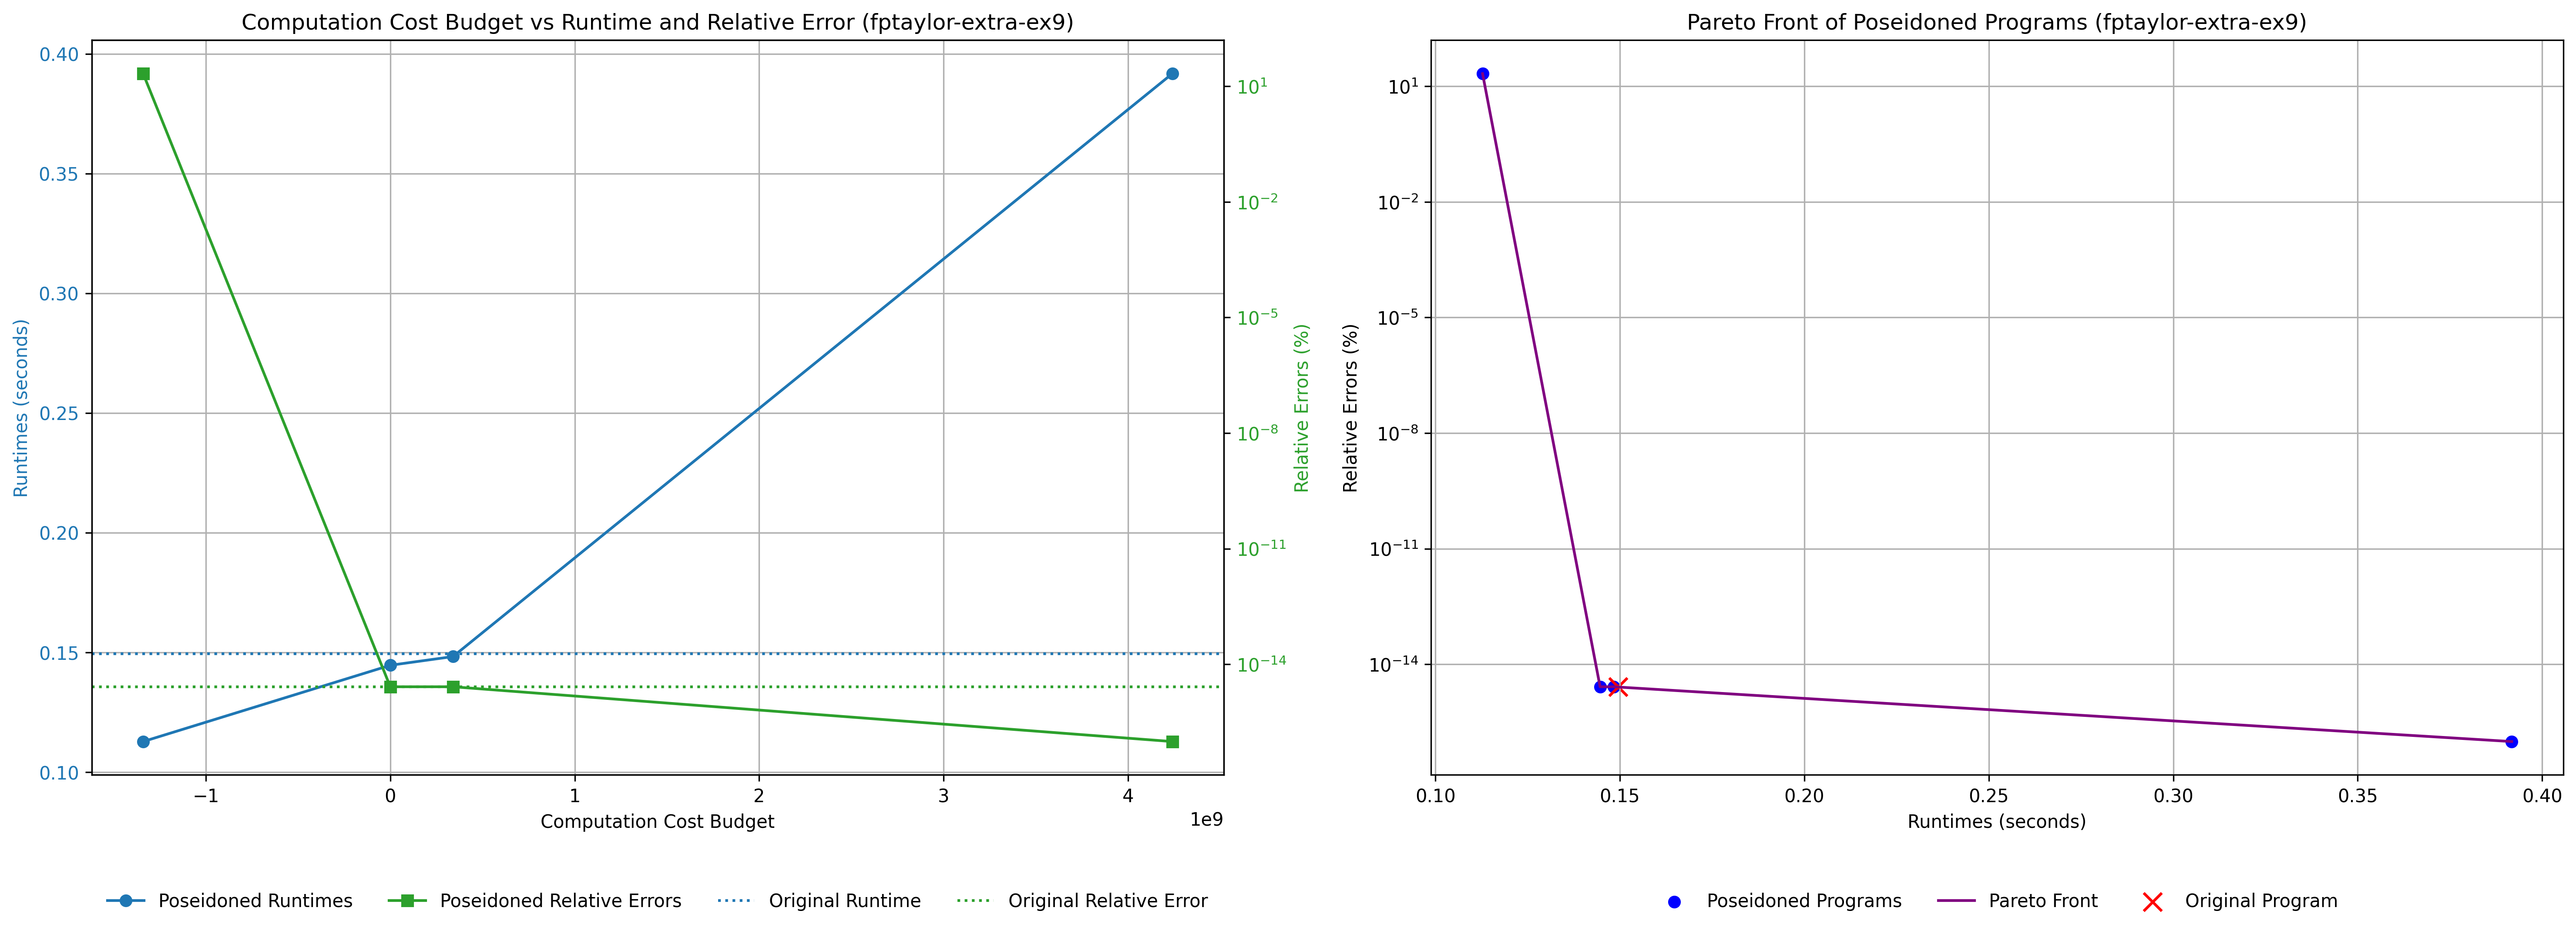 Computation Cost Budget vs Runtime and Relative Error (fptaylor-extra-ex9)
0.40
0.35
0.30
0.25
0.20
0.15
0.10
Runtimes (seconds)
−1 0 1 2 3 4
1e9
Computation Cost Budget
10¹
10⁻²
10⁻⁵
10⁻⁸
10⁻¹¹
10⁻¹⁴
Relative Errors (%)
Poseidoned Runtimes Poseidoned Relative Errors Original Runtime Original Relative Error
Pareto Front of Poseidoned Programs (fptaylor-extra-ex9)
10¹
10⁻²
10⁻⁵
10⁻⁸
10⁻¹¹
10⁻¹⁴
Relative Errors (%)
0.10 0.15 0.20 0.25 0.30 0.35 0.40
Runtimes (seconds)
Poseidoned Programs Pareto Front Original Program